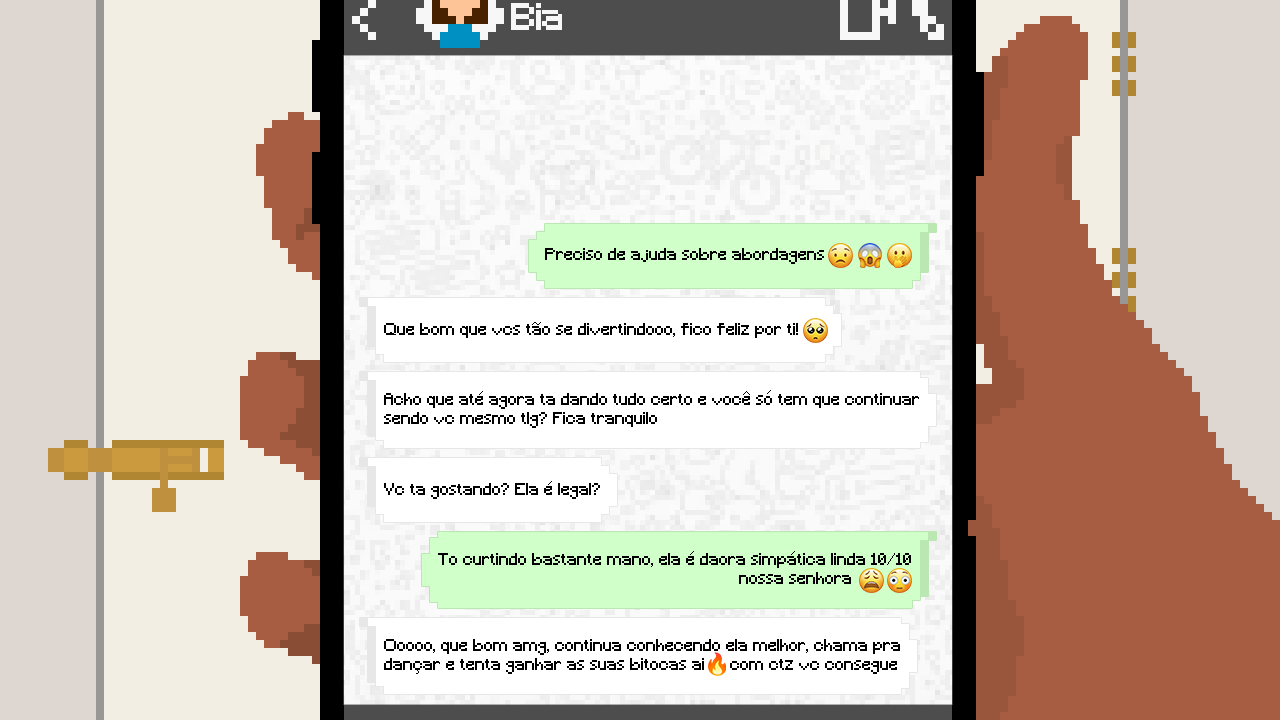 Bia
Preciso de ajuda sobre abordagens😟😱🫢
Que bom que vcs tão se divertindooo, fico feliz por ti!🥺
Acho que até agora ta dando tudo certo e você só tem que continuar
sendo vc mesmo tlg? Fica tranquilo
Vc ta gostando? Ela é legal?
To curtindo bastante mano, ela é daora simpática linda 10/10
nossa senhora 😩😳
Ooooo, que bom amg, continua conhecendo ela melhor, chama pra
dançar e tenta ganhar as suas bitocas ai🔥com ctz vc consegue